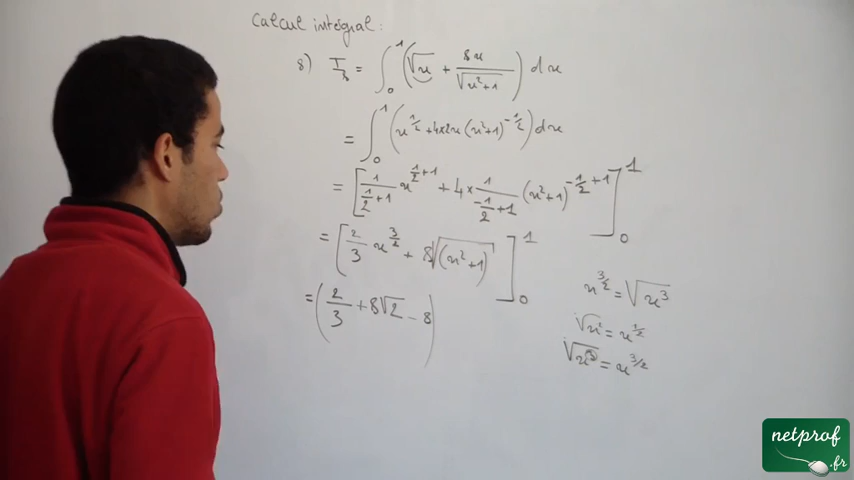 Calcul intégral :
8) I₈ = ∫₀¹ (√x + 8x/√(x²+1)) dx
= ∫₀¹ (x^(1/2) + 4×2x (x²+1)^(-1/2)) dx
= [1/(1/2+1) x^(1/2+1) + 4 × 1/(-1/2+1) (x²+1)^(-1/2+1)]₀¹
= [2/3 x^(3/2) + 8√(x²+1)]₀¹
= (2/3 + 8√2 - 8)
x^(3/2) = √x³
√x = x^(1/2)
√x³ = x^(3/2)
netprof
.fr